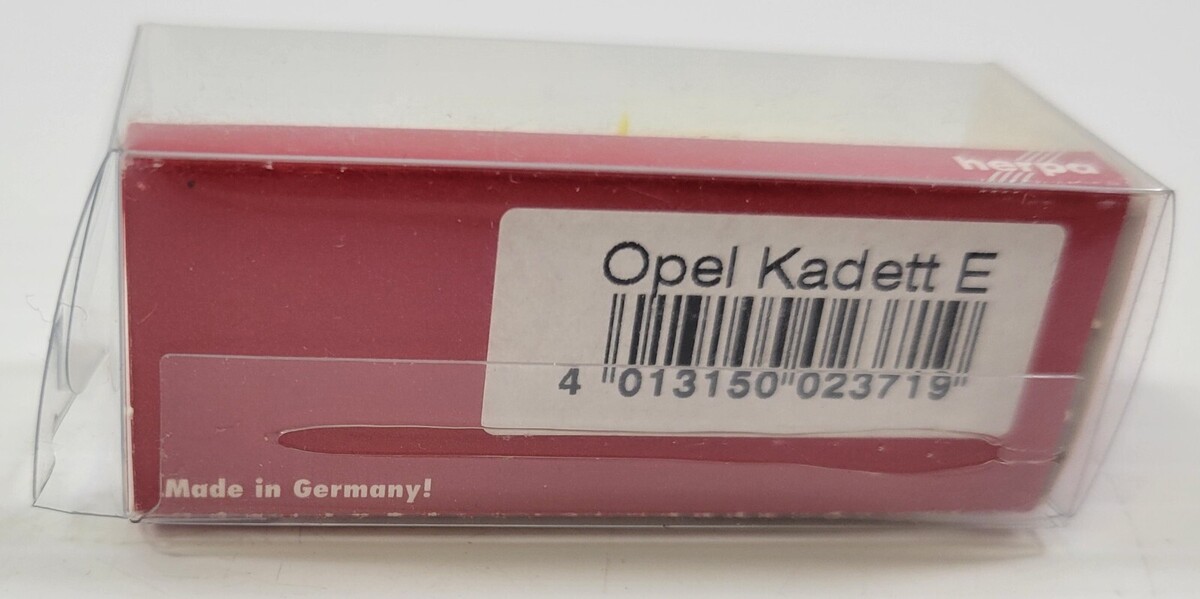 herpa
Opel Kadett E
4 013150 023719
Made in Germany!